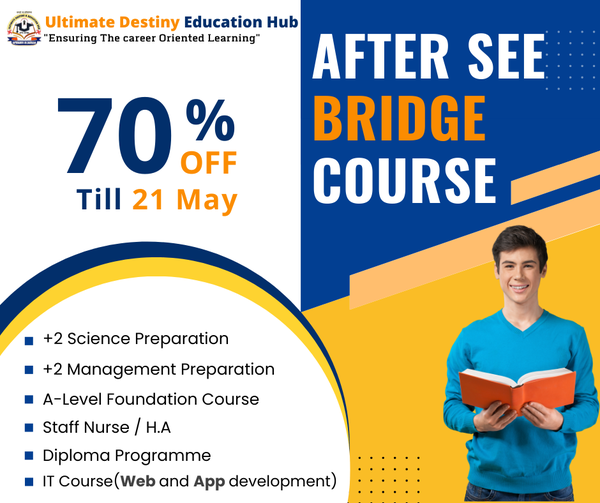 Ultimate Destiny Education Hub
"Ensuring The career Oriented Learning"
70% OFF
Till 21 May
AFTER SEE
BRIDGE
COURSE
+2 Science Preparation
+2 Management Preparation
A-Level Foundation Course
Staff Nurse / H.A
Diploma Programme
IT Course(Web and App development)